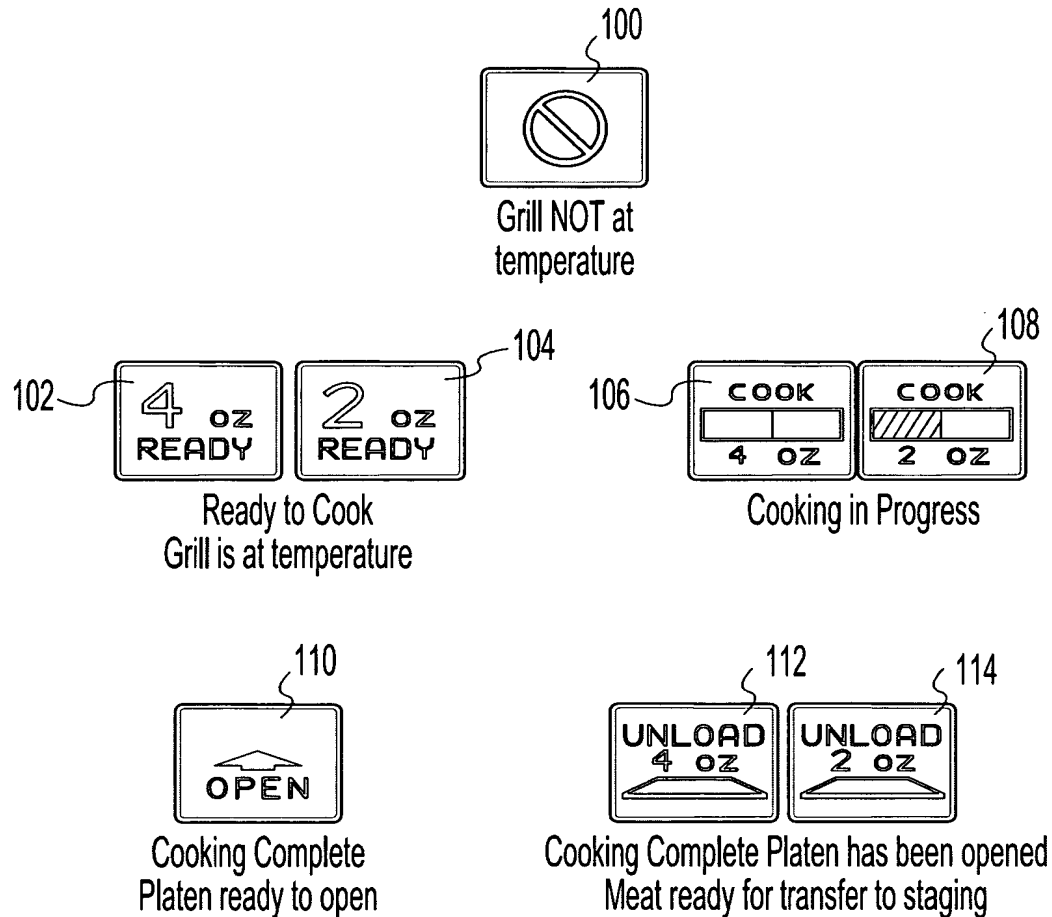 100
Grill NOT at
temperature
102
4 oz
READY
104
2 oz
READY
Ready to Cook
Grill is at temperature
106
COOK
4 OZ
108
COOK
2 OZ
Cooking in Progress
110
OPEN
Cooking Complete
Platen ready to open
112
UNLOAD
4 oz
114
UNLOAD
2 oz
Cooking Complete Platen has been opened
Meat ready for transfer to staging